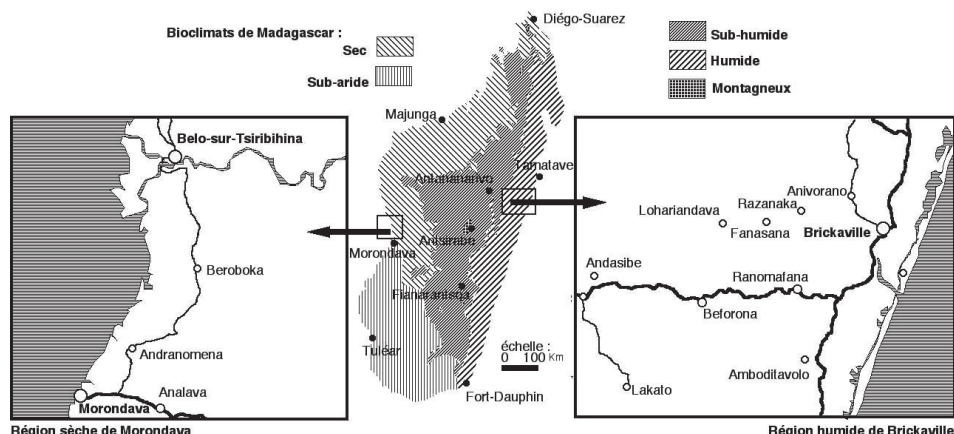 Diégo-Suarez
Bioclimats de Madagascar :
Sec
Sub-aride
Sub-humide
Humide
Montagneux
Majunga
Tamatave
Antananarivo
Antsirabe
Morondava
Fianarantsoa
Tuléar
échelle :
0 100 Km
Fort-Dauphin
Belo-sur-Tsiribihina
Beroboka
Andranomena
Analava
Morondava
Région sèche de Morondava
Anivorano
Razanaka
Lohariandava
Fanasana
Brickaville
Andasibe
Ranomafana
Beforona
Amboditavolo
Lakato
Région humide de Brickaville